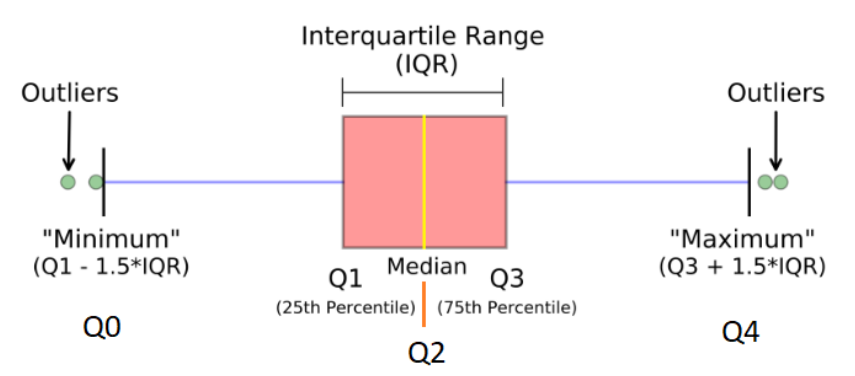 Interquartile Range
(IQR)
Outliers
Outliers
"Minimum"
(Q1 - 1.5*IQR)
"Maximum"
(Q3 + 1.5*IQR)
Q1
Median
Q3
(25th Percentile)
(75th Percentile)
Q0
Q2
Q4